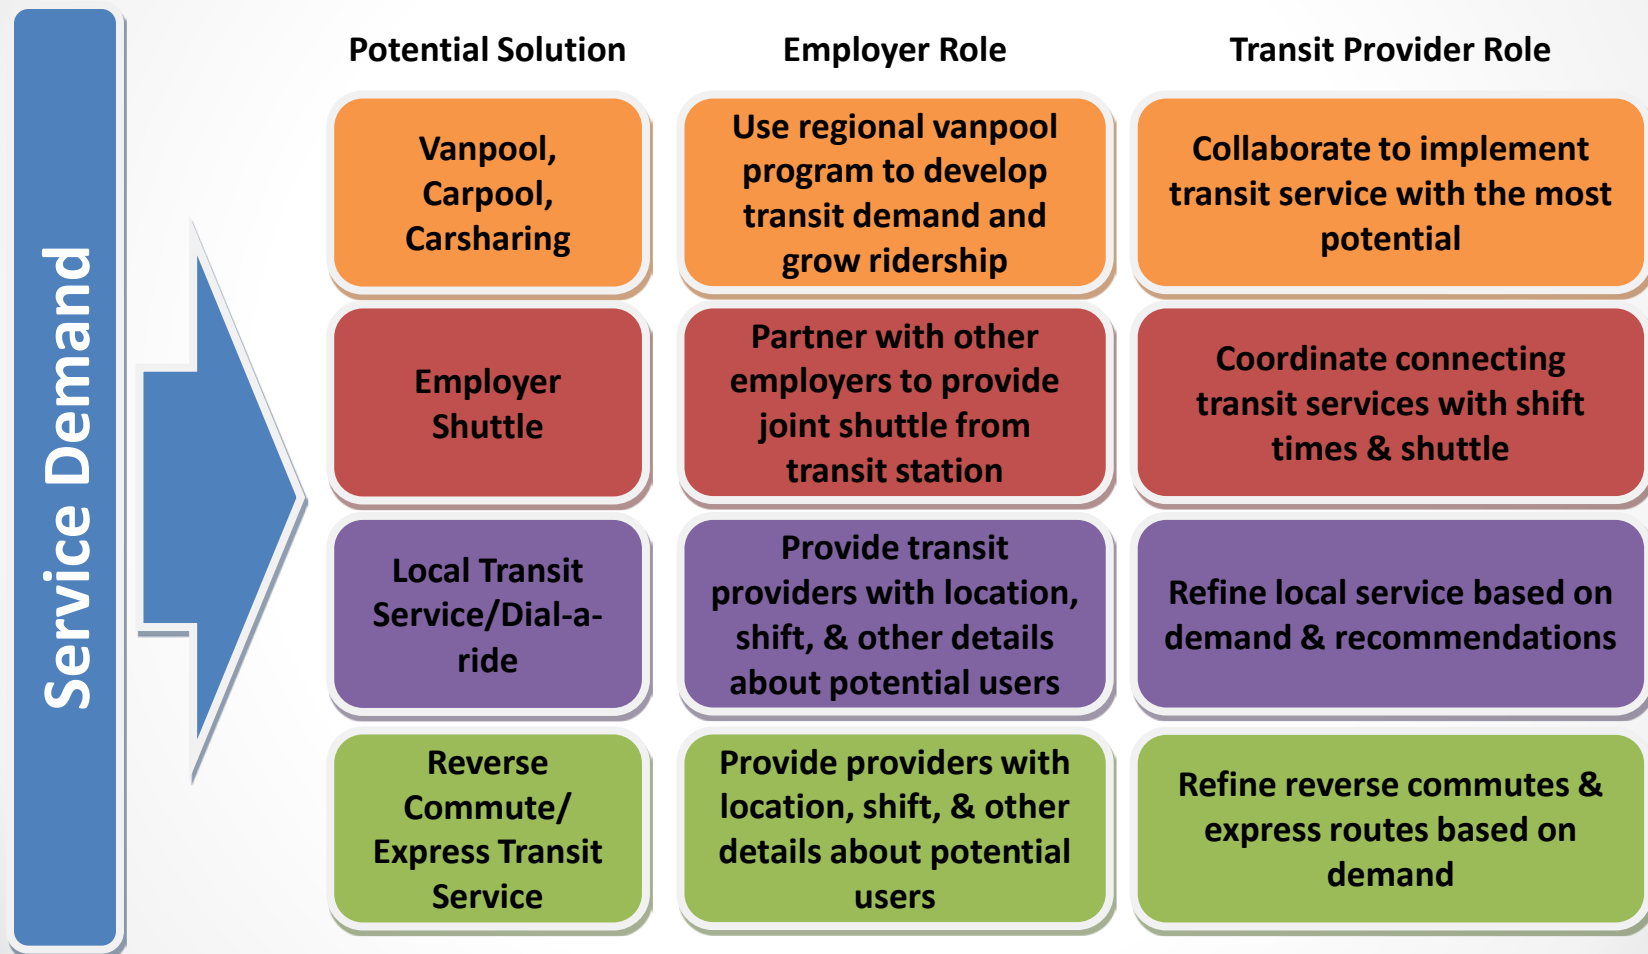 Service Demand
Potential Solution
Employer Role
Transit Provider Role
Vanpool,
Carpool,
Carsharing
Use regional vanpool
program to develop
transit demand and
grow ridership
Collaborate to implement
transit service with the most
potential
Employer
Shuttle
Partner with other
employers to provide
joint shuttle from
transit station
Coordinate connecting
transit services with shift
times & shuttle
Local Transit
Service/Dial-a-
ride
Provide transit
providers with location,
shift, & other details
about potential users
Refine local service based on
demand & recommendations
Reverse
Commute/
Express Transit
Service
Provide providers with
location, shift, & other
details about potential
users
Refine reverse commutes &
express routes based on
demand